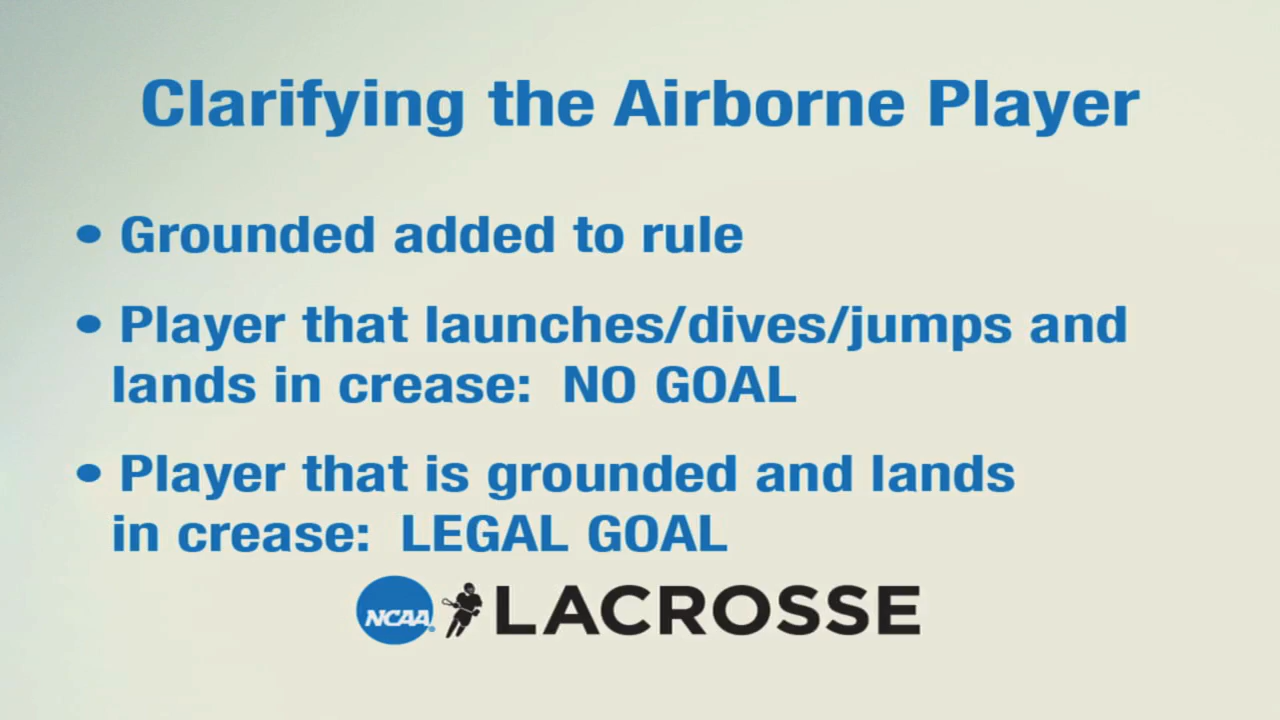 Clarifying the Airborne Player
• Grounded added to rule
• Player that launches/dives/jumps and
lands in crease: NO GOAL
• Player that is grounded and lands
in crease: LEGAL GOAL
NCAA® LACROSSE